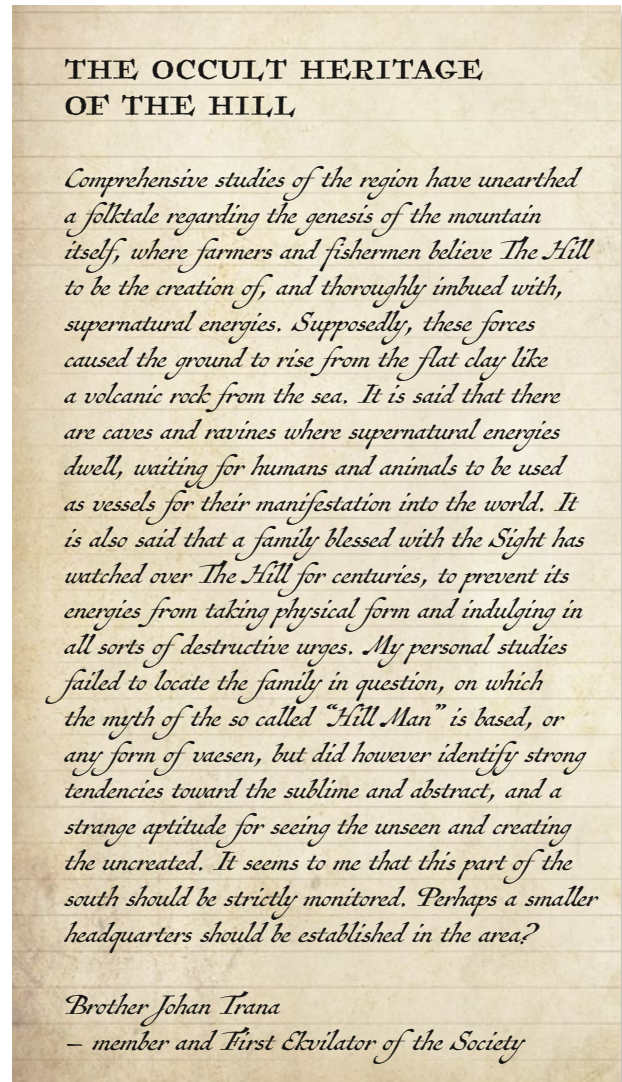 THE OCCULT HERITAGE
OF THE HILL
Comprehensive studies of the region have unearthed
a folktale regarding the genesis of the mountain
itself, where farmers and fishermen believe The Hill
to be the creation of, and thoroughly imbued with,
supernatural energies. Supposedly, these forces
caused the ground to rise from the flat clay like
a volcanic rock from the sea. It is said that there
are caves and ravines where supernatural energies
dwell, waiting for humans and animals to be used
as vessels for their manifestation into the world. It
is also said that a family blessed with the Sight has
watched over The Hill for centuries, to prevent its
energies from taking physical form and indulging in
all sorts of destructive urges. My personal studies
failed to locate the family in question, on which
the myth of the so called “Hill Man” is based, or
any form of vaesen, but did however identify strong
tendencies toward the sublime and abstract, and a
strange aptitude for seeing the unseen and creating
the uncreated. It seems to me that this part of the
south should be strictly monitored. Perhaps a smaller
headquarters should be established in the area?
Brother Johan Trana
– member and First Ekvilator of the Society